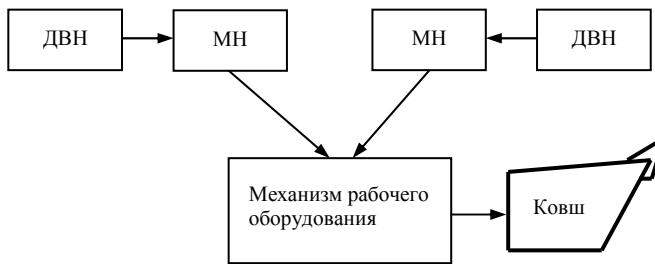 ДВН
МН
МН
ДВН
Механизм рабочего
оборудования
Ковш